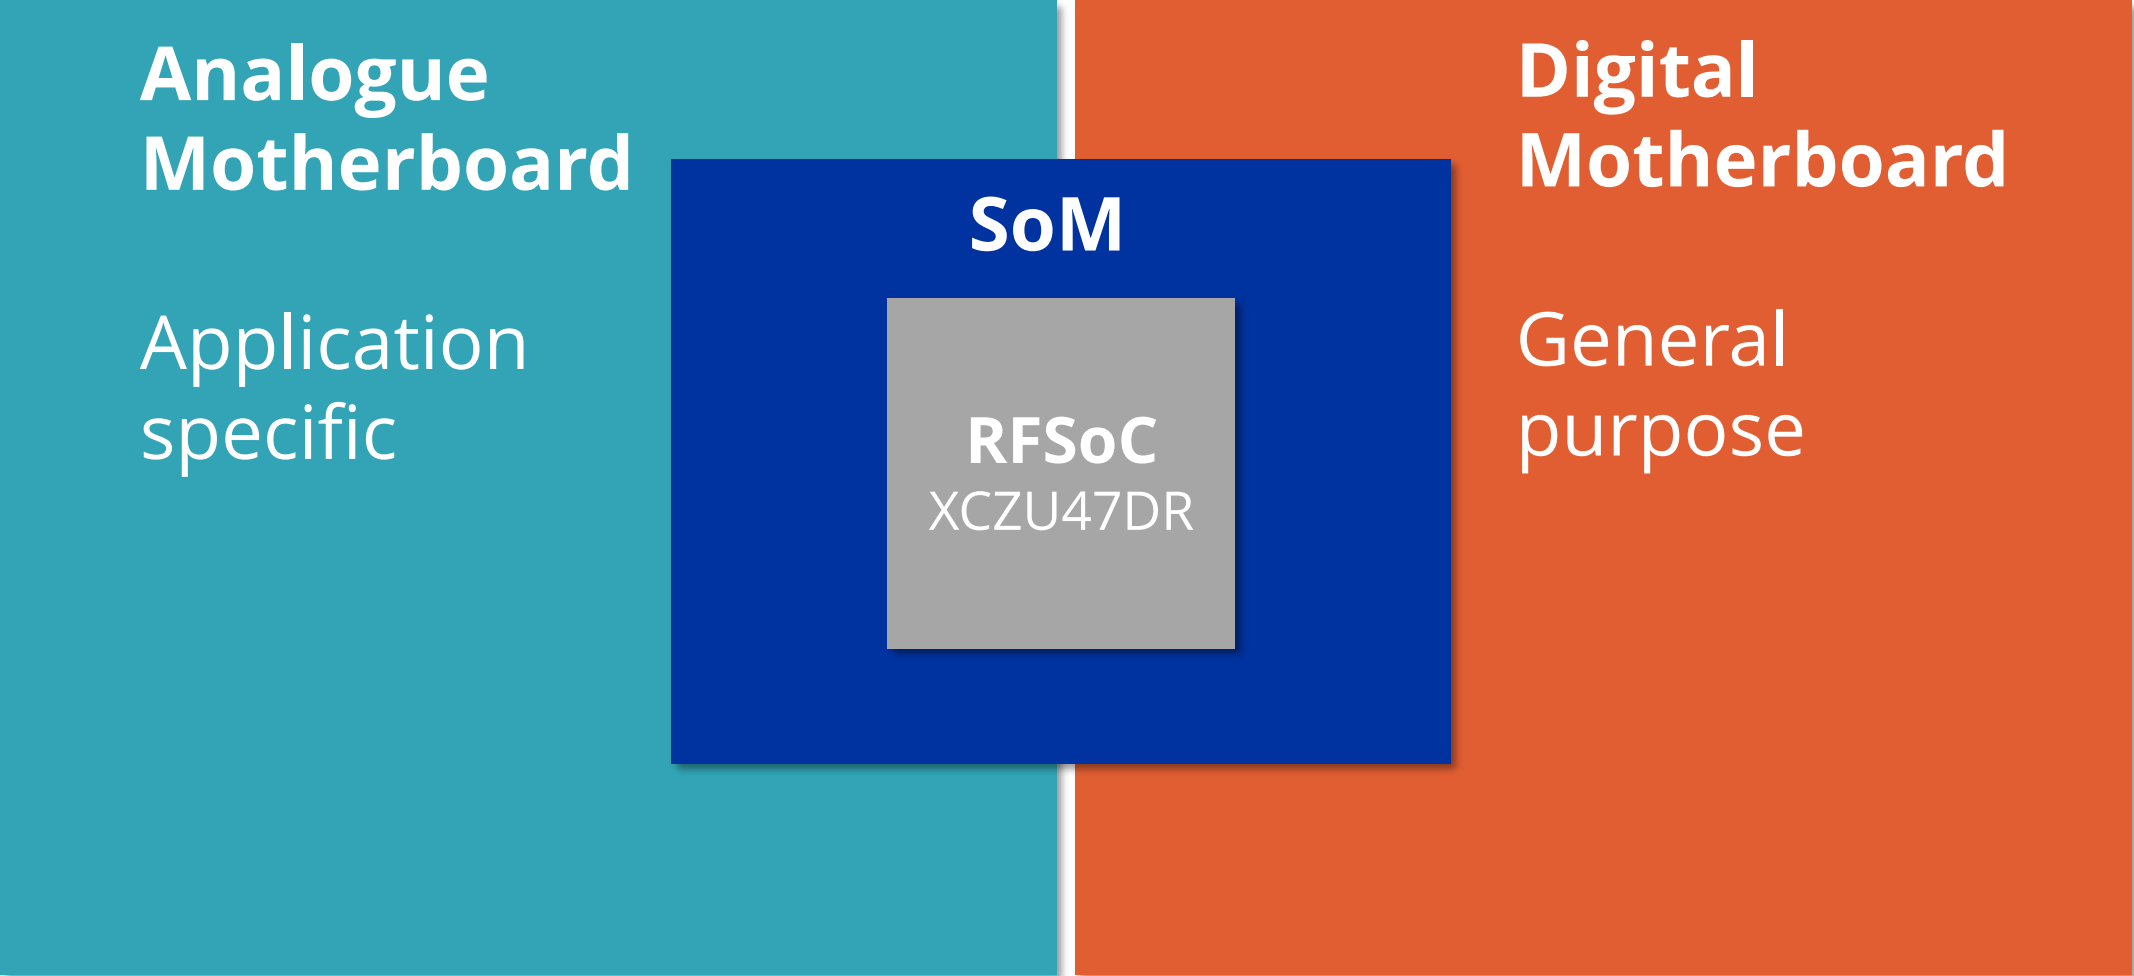 Analogue
Motherboard
Application
specific
SoM
RFSoC
XCZU47DR
Digital
Motherboard
General
purpose